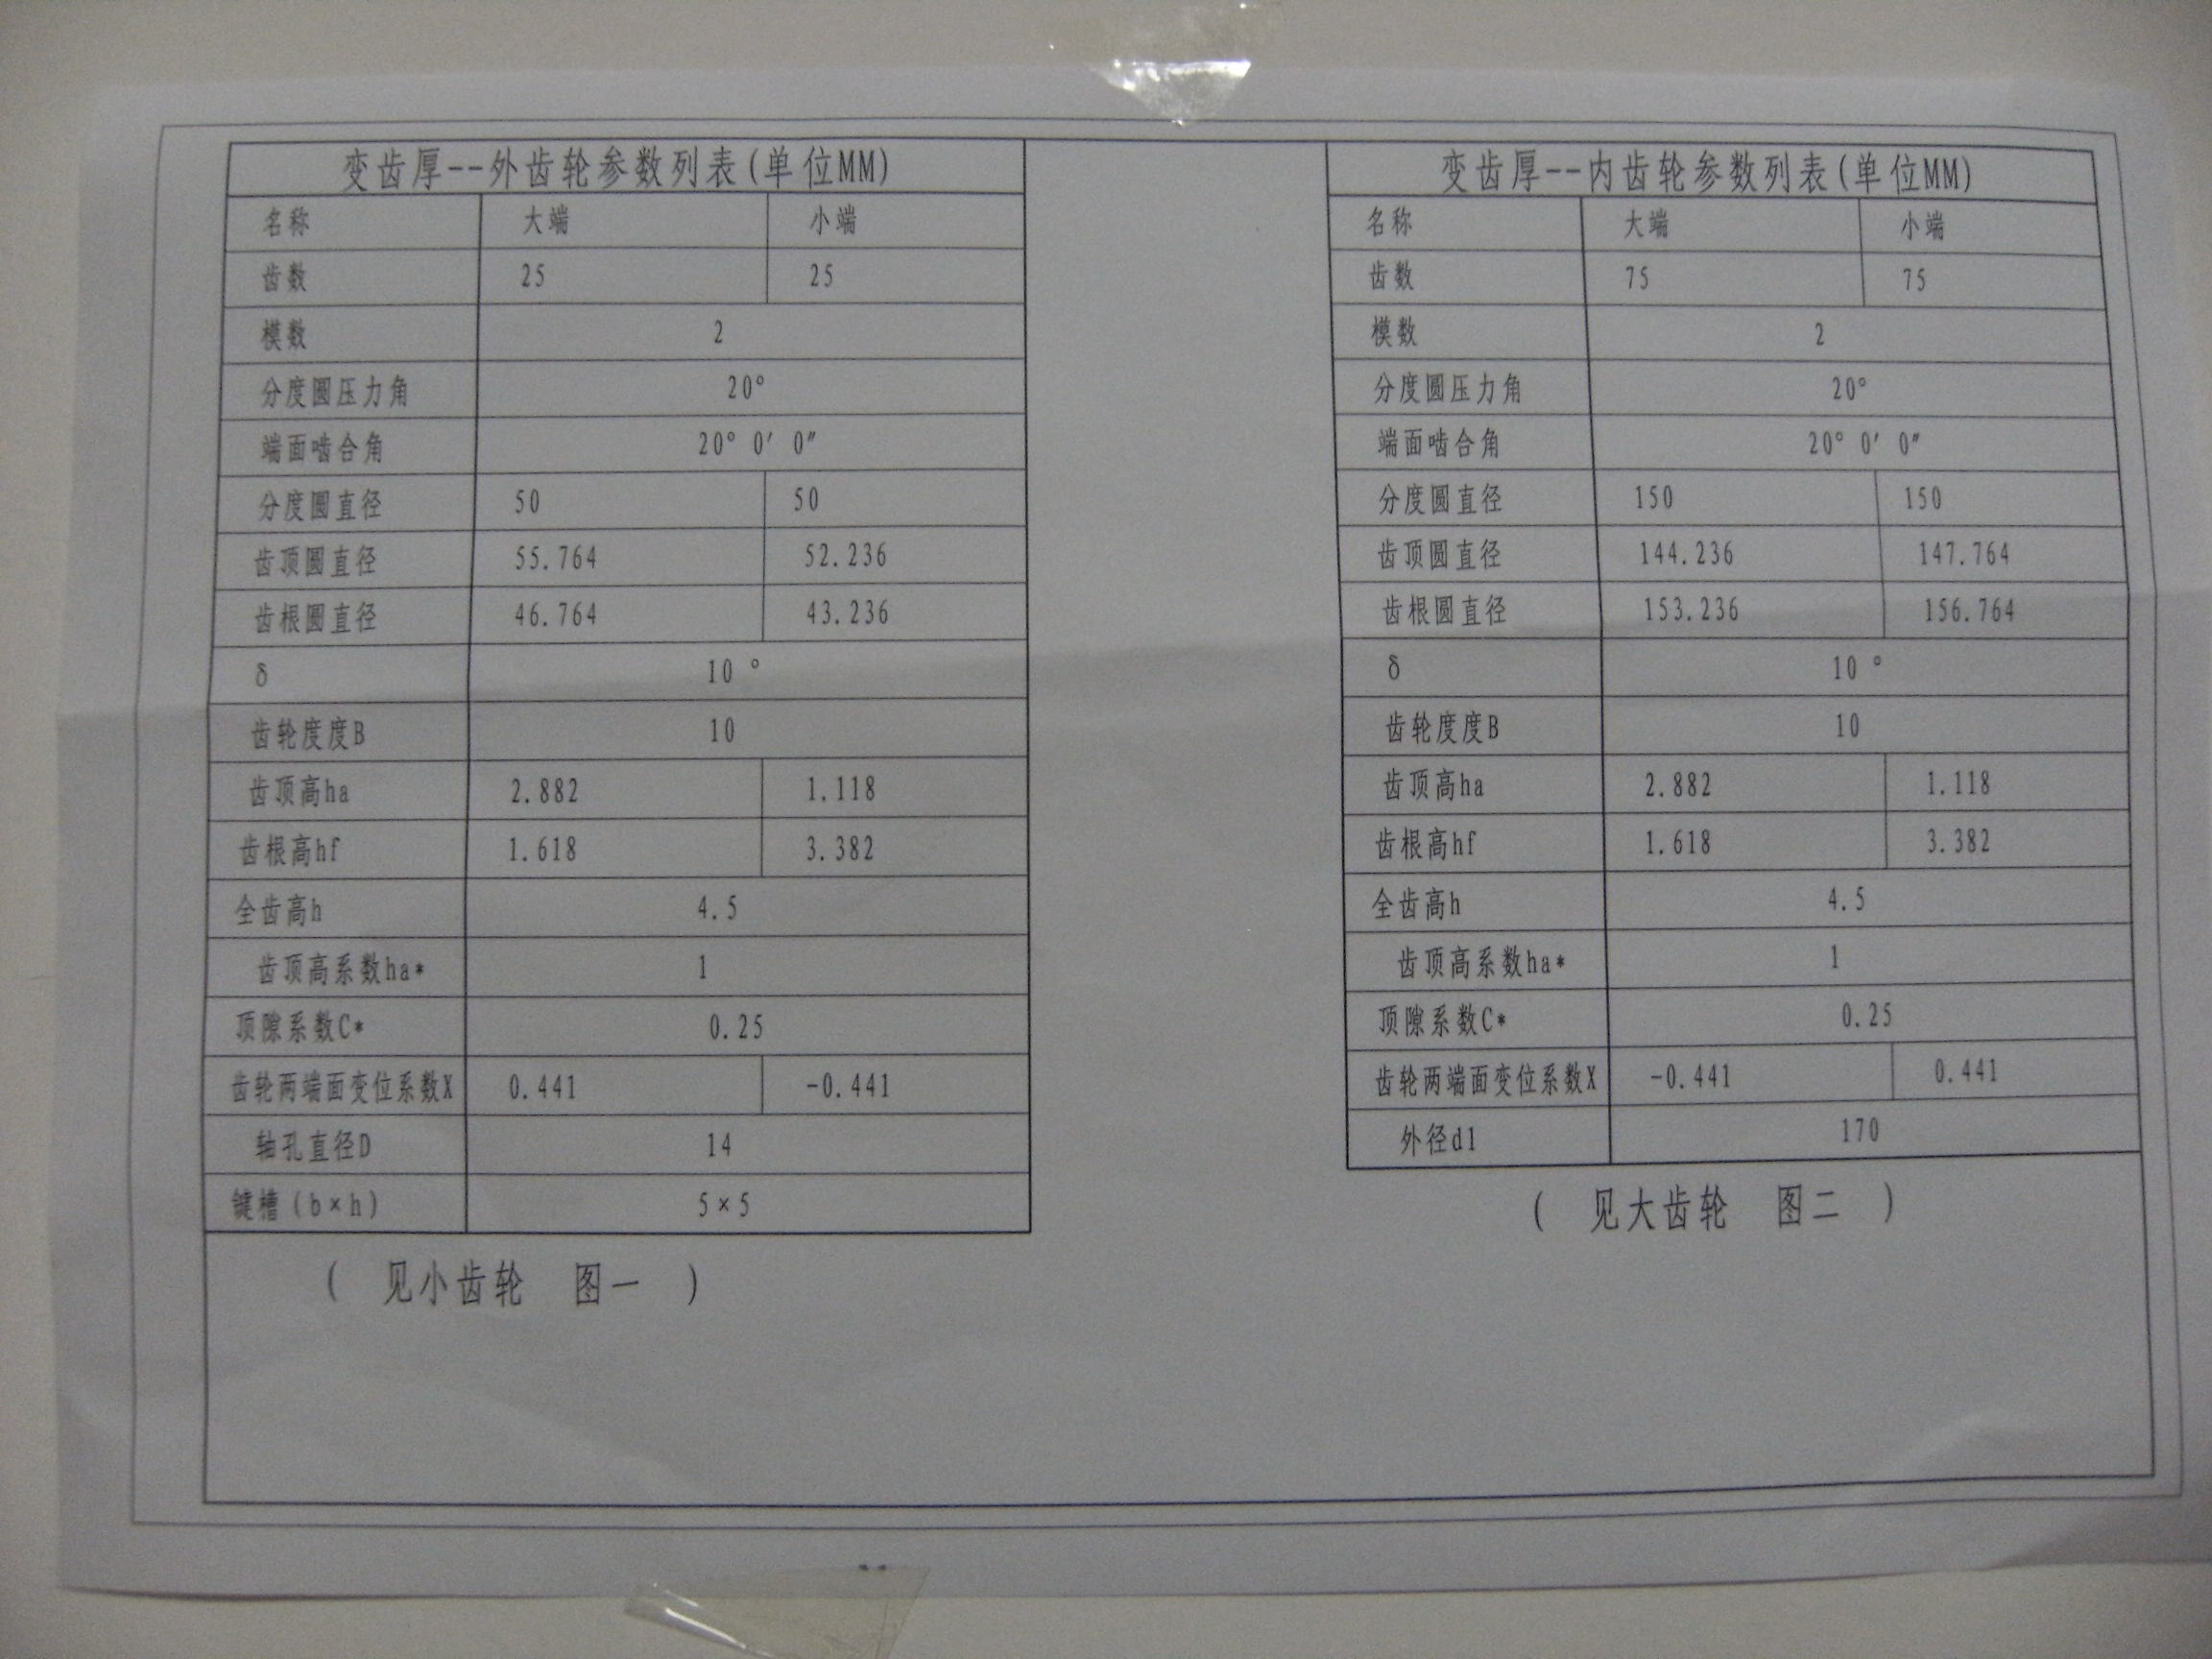 变齿厚--外齿轮参数列表(单位MM)
名称 大端 小端
齿数 25 25
模数 2
分度圆压力角 20°
端面啮合角 20° 0′ 0″
分度圆直径 50 50
齿顶圆直径 55.764 52.236
齿根圆直径 46.764 43.236
δ 10 °
齿轮度度B 10
齿顶高ha 2.882 1.118
齿根高hf 1.618 3.382
全齿高h 4.5
齿顶高系数ha* 1
顶隙系数C* 0.25
齿轮两端面变位系数X 0.441 -0.441
轴孔直径D 14
键槽(b×h) 5×5
( 见小齿轮 图一 )
变齿厚--内齿轮参数列表(单位MM)
名称 大端 小端
齿数 75 75
模数 2
分度圆压力角 20°
端面啮合角 20° 0′ 0″
分度圆直径 150 150
齿顶圆直径 144.236 147.764
齿根圆直径 153.236 156.764
δ 10 °
齿轮度度B 10
齿顶高ha 2.882 1.118
齿根高hf 1.618 3.382
全齿高h 4.5
齿顶高系数ha* 1
顶隙系数C* 0.25
齿轮两端面变位系数X -0.441 0.441
外径d1 170
( 见大齿轮 图二 )